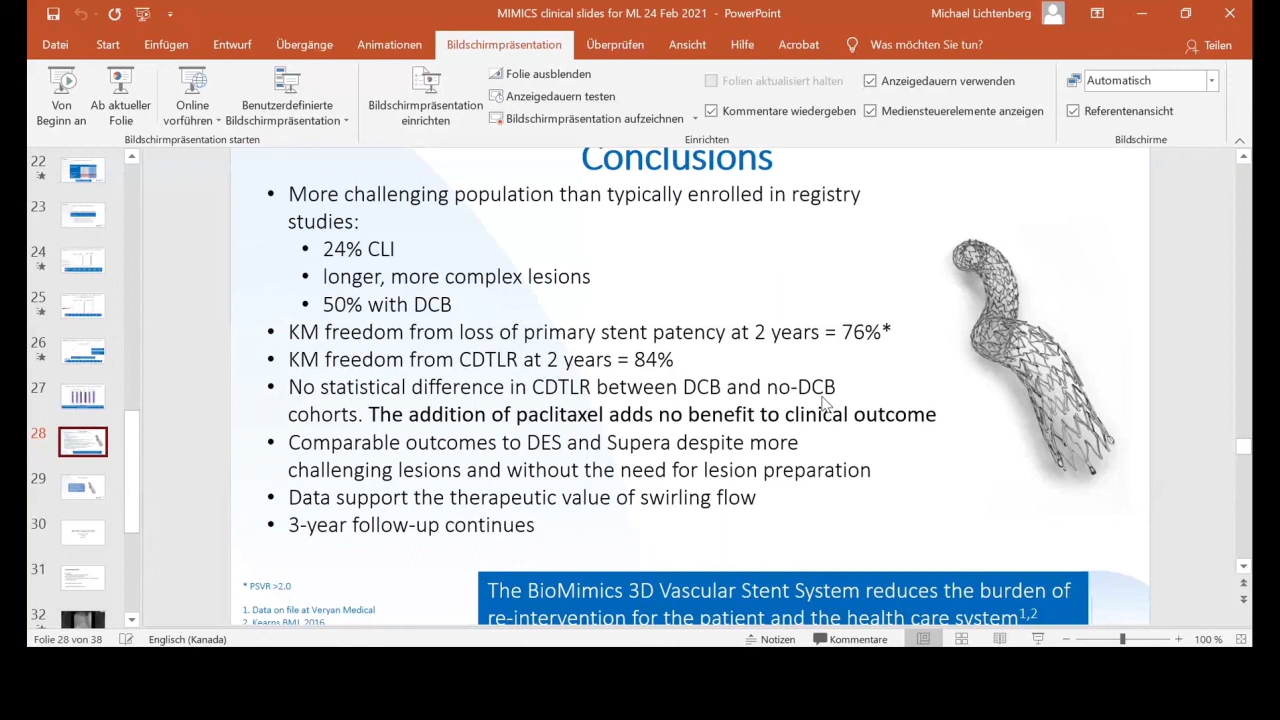 MIMICS clinical slides for ML 24 Feb 2021 - PowerPoint
Michael Lichtenberg
Datei Start Einfügen Entwurf Übergänge Animationen Bildschirmpräsentation Überprüfen Ansicht Hilfe Acrobat Was möchten Sie tun? Teilen
Von Beginn an
Ab aktueller Folie
Online vorführen
Benutzerdefinierte Bildschirmpräsentation
Bildschirmpräsentation starten
Bildschirmpräsentation einrichten
Folie ausblenden
Anzeigedauern testen
Bildschirmpräsentation aufzeichnen
Folien aktualisiert halten
Kommentare wiedergeben
Anzeigedauern verwenden
Mediensteuerelemente anzeigen
Einrichten
Automatisch
Referentenansicht
Bildschirme
22
23
24
25
26
27
28
29
30
31
32
Conclusions
• More challenging population than typically enrolled in registry
studies:
• 24% CLI
• longer, more complex lesions
• 50% with DCB
• KM freedom from loss of primary stent patency at 2 years = 76%*
• KM freedom from CDTLR at 2 years = 84%
• No statistical difference in CDTLR between DCB and no-DCB
cohorts. The addition of paclitaxel adds no benefit to clinical outcome
• Comparable outcomes to DES and Supera despite more
challenging lesions and without the need for lesion preparation
• Data support the therapeutic value of swirling flow
• 3-year follow-up continues
* PSVR >2.0
1. Data on file at Veryan Medical
2. Kearns BMJ, 2016
The BioMimics 3D Vascular Stent System reduces the burden of
re-intervention for the patient and the health care system1,2
Folie 28 von 38
Englisch (Kanada)
Notizen
Kommentare
100 %